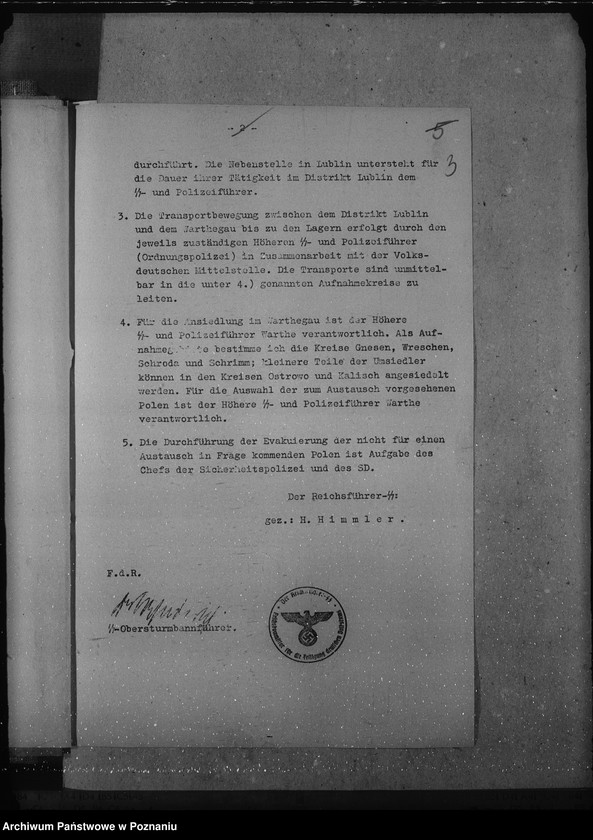 - 2 -
5
3
durchführt. Die Nebenstelle in Lublin untersteht für
die Dauer ihrer Tätigkeit im Distrikt Lublin dem
ᛋᛋ- und Polizeiführer.
3. Die Transportbewegung zwischen dem Distrikt Lublin
und dem Warthegau bis zu den Lagern erfolgt durch den
jeweils zuständigen Höheren ᛋᛋ- und Polizeiführer
(Ordnungspolizei) in Zusammenarbeit mit der Volks-
deutschen Mittelstelle. Die Transporte sind unmittel-
bar in die unter 4.) genannten Aufnahmekreise zu
leiten.
4. Für die Ansiedlung im Warthegau ist der Höhere
ᛋᛋ- und Polizeiführer Warthe verantwortlich. Als Auf-
bestimme ich die Kreise Gnesen, Wreschen,
Schroda und Schrimm; kleinere Teile der Umsiedler
können in den Kreisen Ostrowo und Kalisch angesiedelt
werden. Für die Auswahl der zum Austausch vorgesehenen
Polen ist der Höhere ᛋᛋ- und Polizeiführer Warthe
verantwortlich.
5. Die Durchführung der Evakuierung der nicht für einen
Austausch in Frage kommenden Polen ist Aufgabe des
Chefs der Sicherheitspolizei und des SD.
Der Reichsführer-ᛋᛋ:
gez.: H. H i m m l e r .
F.d.R.
ᛋᛋ-Obersturmbannführer.
Archiwum Państwowe w Poznaniu